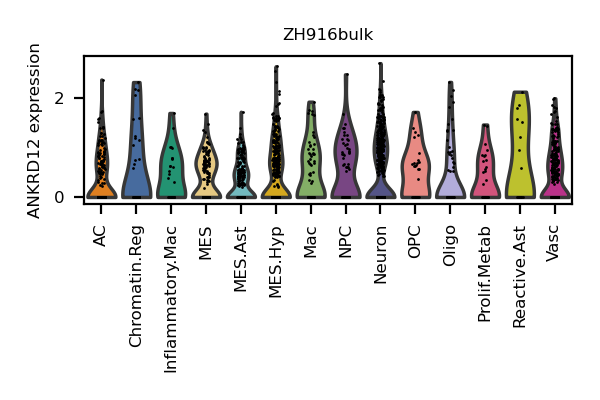 ZH916bulk
ANKRD12 expression
2
0
AC
Chromatin.Reg
Inflammatory.Mac
MES
MES.Ast
MES.Hyp
Mac
NPC
Neuron
OPC
Oligo
Prolif.Metab
Reactive.Ast
Vasc